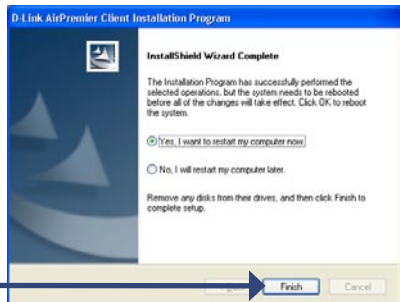 D-Link AirPremier Client Installation Program
InstallShield Wizard Complete
The Installation Program has successfully performed the
selected operations, but the system needs to be rebooted
before all of the changes will take effect. Click OK to reboot
the system.
Yes, I want to restart my computer now.
No, I will restart my computer later.
Remove any disks from their drives, and then click Finish to
complete setup.
Finish Cancel